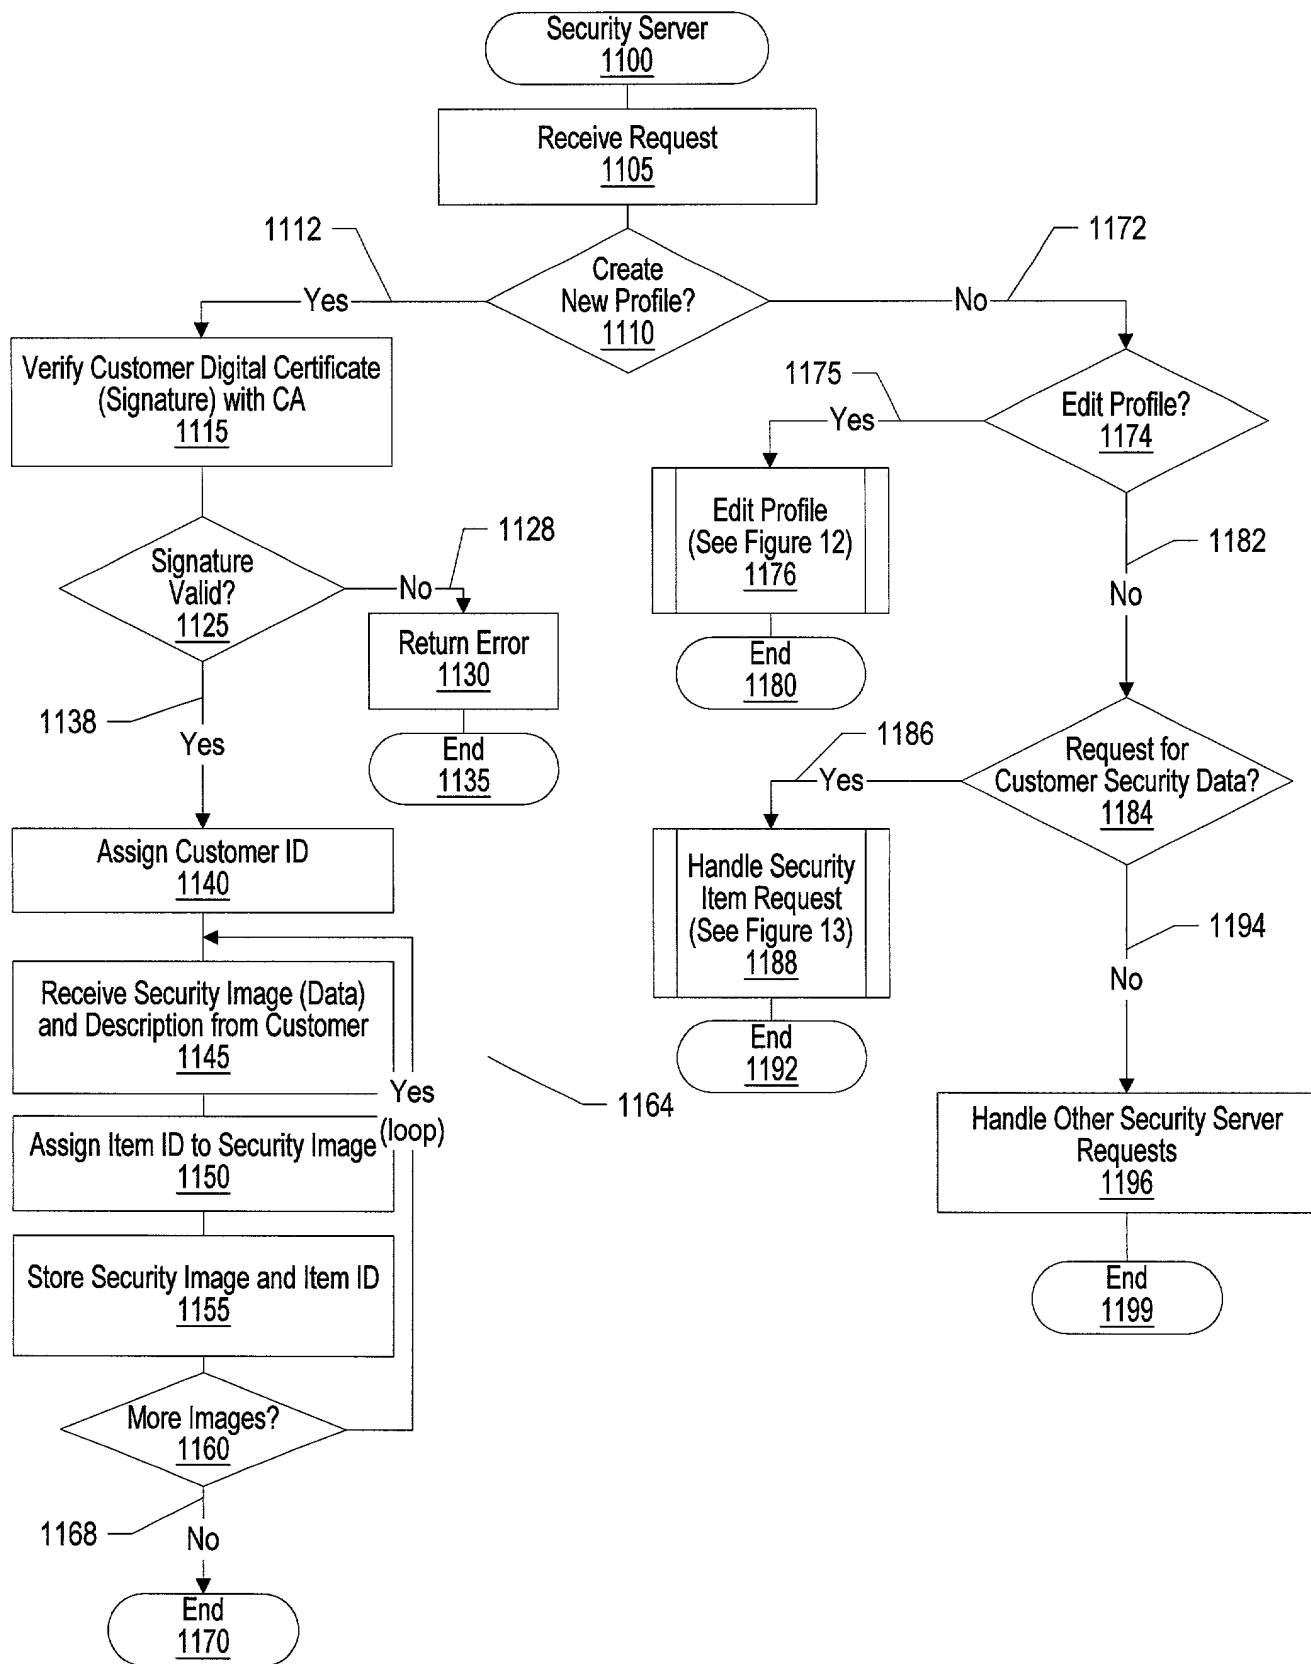 Security Server
1100
Receive Request
1105
1112
1172
Create
New Profile?
1110
Yes
No
Verify Customer Digital Certificate
(Signature) with CA
1115
1175
Edit Profile?
1174
Yes
Edit Profile
(See Figure 12)
1176
1128
1182
Signature
Valid?
1125
No
No
Return Error
1130
End
1180
1138
Yes
End
1135
1186
Request for
Customer Security Data?
1184
Yes
Assign Customer ID
1140
Handle Security
Item Request
(See Figure 13)
1188
1194
No
Receive Security Image (Data)
and Description from Customer
1145
End
1192
Yes
(loop)
1164
Assign Item ID to Security Image
1150
Handle Other Security Server
Requests
1196
Store Security Image and Item ID
1155
End
1199
More Images?
1160
1168
No
End
1170